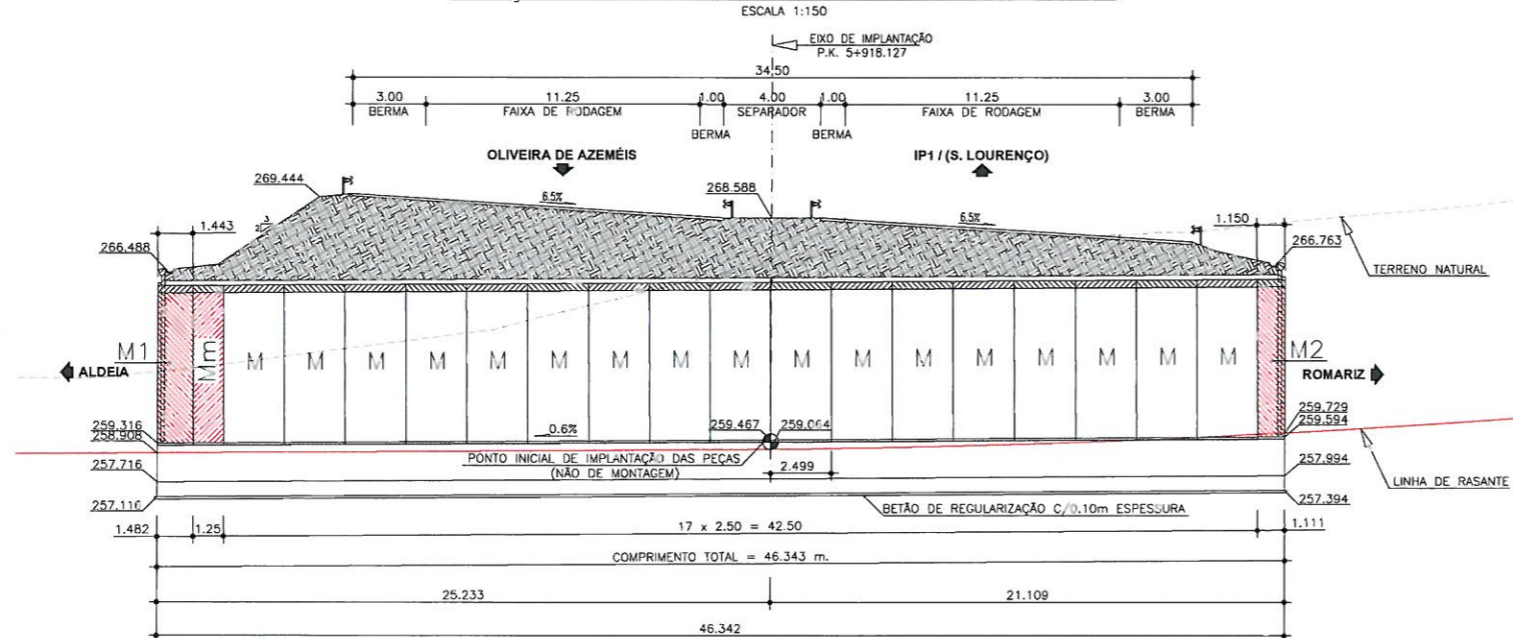 ESCALA 1:150
EIXO DE IMPLANTAÇÃO
P.K. 5+918.127
34.50
3.00 11.25 1.00 4.00 1.00 11.25 3.00
BERMA FAIXA DE RODAGEM SEPARADOR FAIXA DE RODAGEM BERMA
BERMA BERMA
OLIVEIRA DE AZEMÉIS IP1 / (S. LOURENÇO)
269.444 6.5% 268.588 6.5%
3
2
1.443 1.150
266.488 266.763
TERRENO NATURAL
M1 Mm M M M M M M M M M M M M M M M M M M2
ALDEIA ROMARIZ
259.316 0.6% 259.467 259.064 259.729
258.908 259.594
PONTO INICIAL DE IMPLANTAÇÃO DAS PEÇAS
(NÃO DE MONTAGEM) 2.499
257.716 257.994
LINHA DE RASANTE
257.116 257.394
BETÃO DE REGULARIZAÇÃO C/0.10m ESPESSURA
1.482 1.25 17 x 2.50 = 42.50 1.111
COMPRIMENTO TOTAL = 46.343 m.
25.233 21.109
46.342